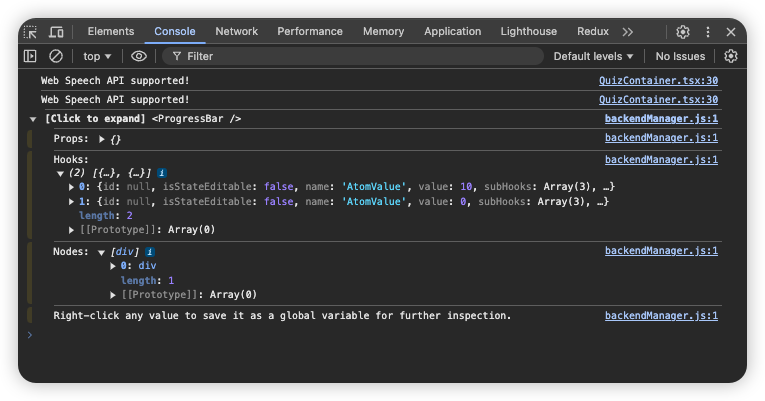 Elements Console Network Performance Memory Application Lighthouse Redux
top Filter Default levels No Issues
Web Speech API supported! QuizContainer.tsx:30
Web Speech API supported! QuizContainer.tsx:30
[Click to expand] <ProgressBar /> backendManager.js:1
Props: {} backendManager.js:1
Hooks: backendManager.js:1
(2) [{…}, {…}] i
0: {id: null, isStateEditable: false, name: 'AtomValue', value: 10, subHooks: Array(3), …}
1: {id: null, isStateEditable: false, name: 'AtomValue', value: 0, subHooks: Array(3), …}
length: 2
[[Prototype]]: Array(0)
Nodes: [div] i backendManager.js:1
0: div
length: 1
[[Prototype]]: Array(0)
Right-click any value to save it as a global variable for further inspection. backendManager.js:1